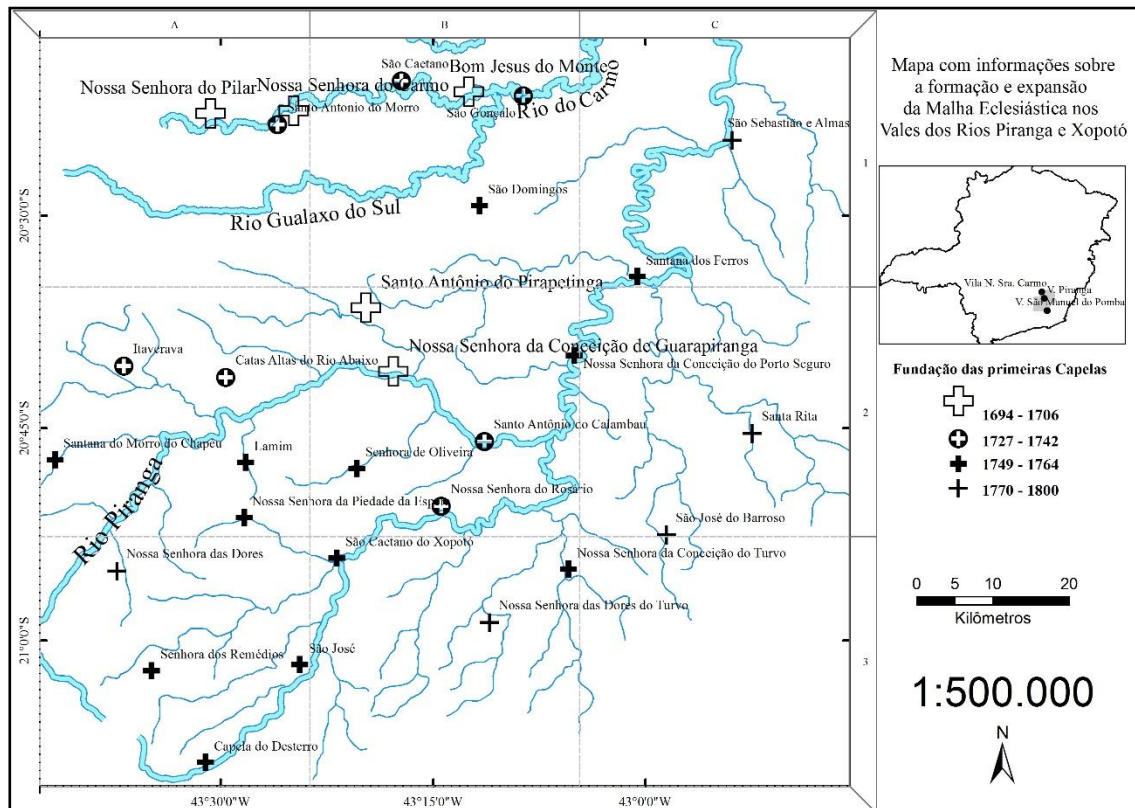 A
B
C
São Caetano
Bom Jesus do Monte
Nossa Senhora do Pilar
Nossa Senhora do Carmo
Santo Antonio do Morro
São Gonçalo
Rio do Carmo
São Sebastião e Almas
1
São Domingos
20°30'0"S
Rio Gualaxo do Sul
Santana dos Ferros
Santo Antônio do Pirapetinga
Itaverava
Catas Altas do Rio Abaixo
Nossa Senhora da Conceição do Guarapiranga
Nossa Senhora da Conceição do Porto Seguro
2
Santa Rita
20°45'0"S
Santana do Morro do Chapéu
Lamim
Senhora de Oliveira
Santo Antônio do Calambau
Rio Piranga
Nossa Senhora da Piedade da
Nossa Senhora do Rosário
São José do Barroso
Nossa Senhora das Dores
São Caetano do Xopotó
Nossa Senhora da Conceição do Turvo
Nossa Senhora das Dores do Turvo
21°0'0"S
Senhora dos Remédios
São José
3
Capela do Desterro
43°30'0"W
43°15'0"W
43°0'0"W
Mapa com informações sobre
a formação e expansão
da Malha Eclesiástica nos
Vales dos Rios Piranga e Xopotó
Vila N. Sra. Carmo
V. Piranga
V. São Manuel do Pomba
Fundação das primeiras Capelas
1694 - 1706
1727 - 1742
1749 - 1764
1770 - 1800
0 5 10 20
Kilômetros
1:500.000
N